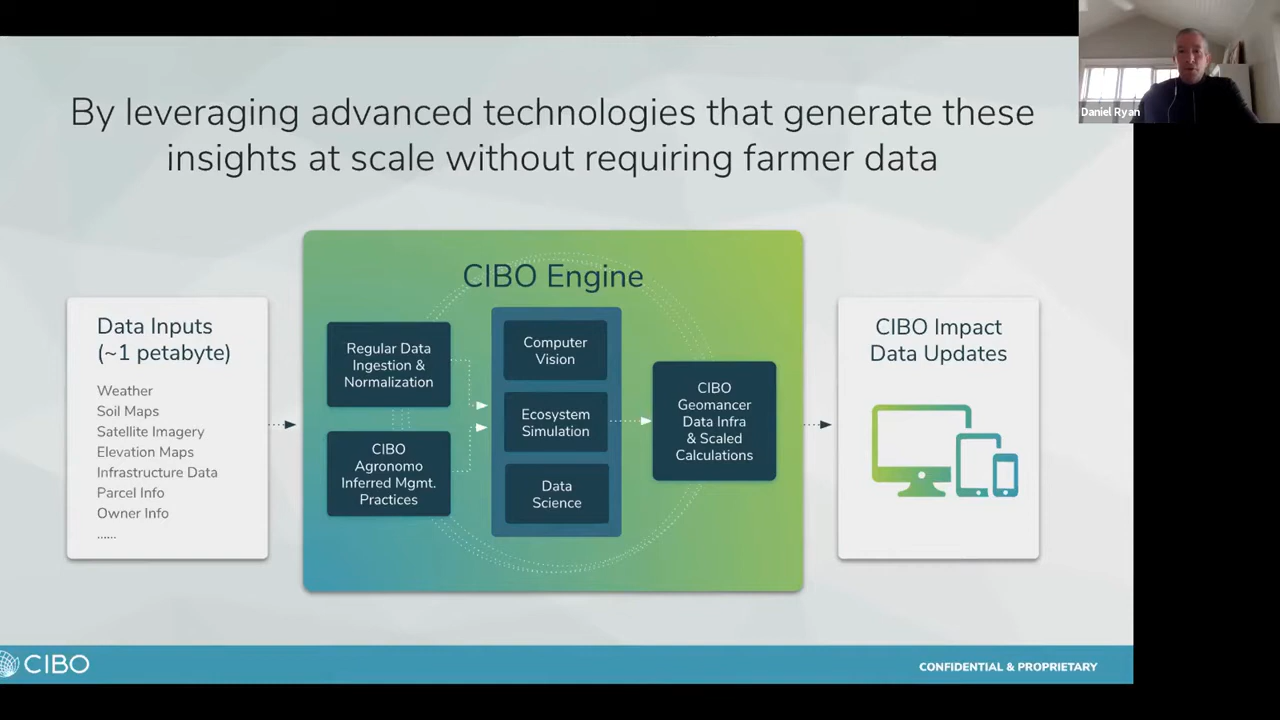 By leveraging advanced technologies that generate these
insights at scale without requiring farmer data
Daniel Ryan
Data Inputs
(~1 petabyte)
Weather
Soil Maps
Satellite Imagery
Elevation Maps
Infrastructure Data
Parcel Info
Owner Info
......
CIBO Engine
Regular Data
Ingestion &
Normalization
CIBO
Agronomo
Inferred Mgmt.
Practices
Computer
Vision
Ecosystem
Simulation
Data
Science
CIBO
Geomancer
Data Infra
& Scaled
Calculations
CIBO Impact
Data Updates
CIBO
CONFIDENTIAL & PROPRIETARY